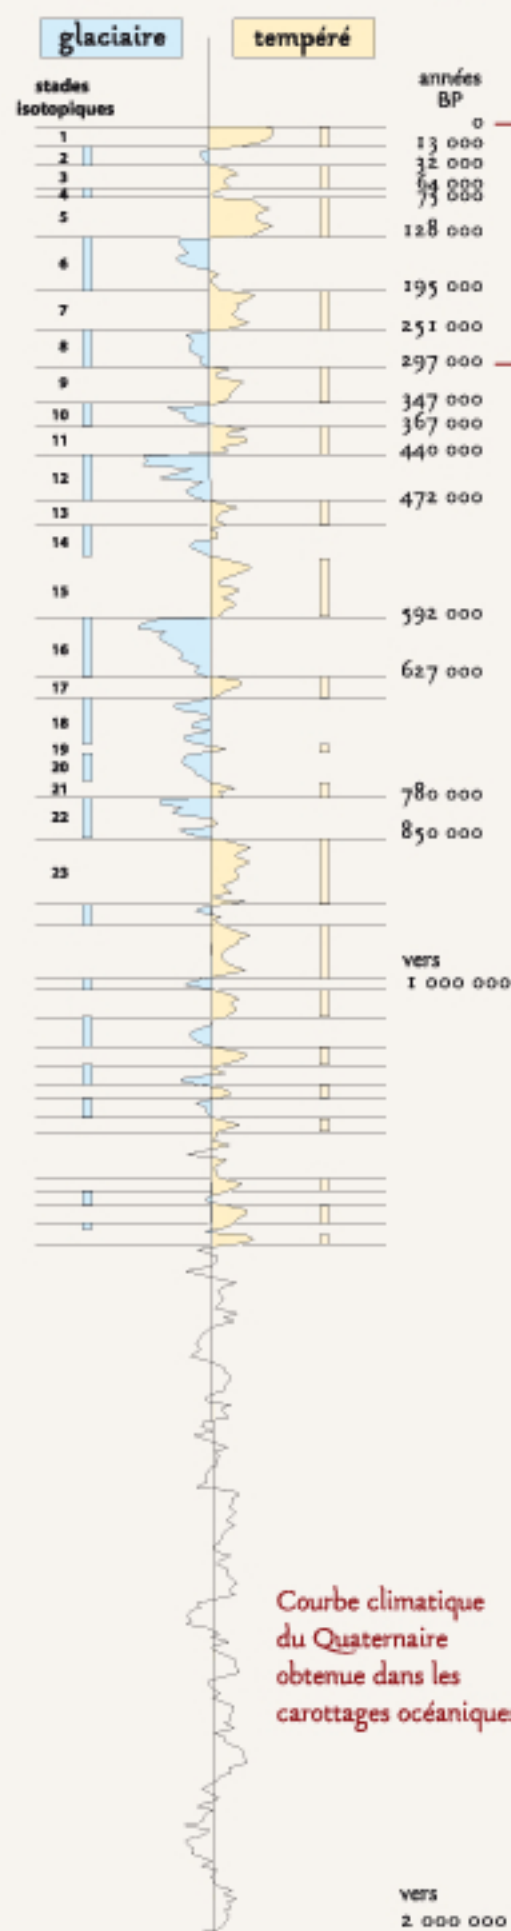 glaciaire
tempéré
stades
isotopiques
années
BP
0
1
13 000
2
32 000
3
64 000
4
75 000
5
128 000
6
195 000
7
251 000
8
297 000
9
347 000
10
367 000
11
440 000
12
472 000
13
14
15
592 000
16
627 000
17
18
19
20
21
780 000
22
850 000
23
vers
1 000 000
Courbe climatique
du Quaternaire
obtenue dans les
carottages océaniques
vers
2 000 000